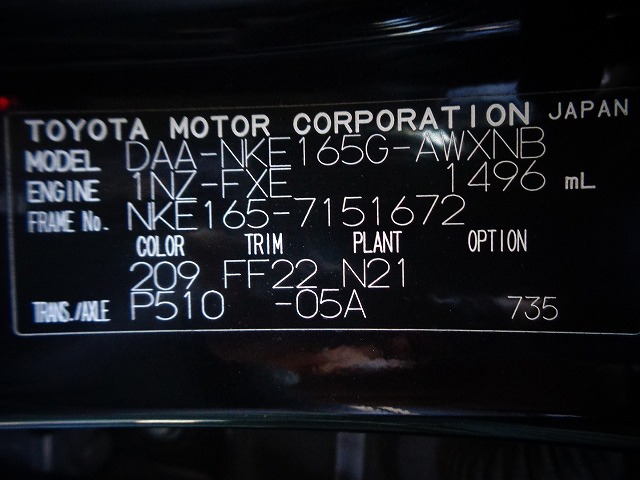 TOYOTA MOTOR CORPORATION JAPAN
MODEL DAA-NKE165G-AWXNB
ENGINE 1NZ-FXE 1496 mL
FRAME No. NKE165-7151672
COLOR TRIM PLANT OPTION
209 FF22 N21
TRANS./AXLE P510 -05A 735